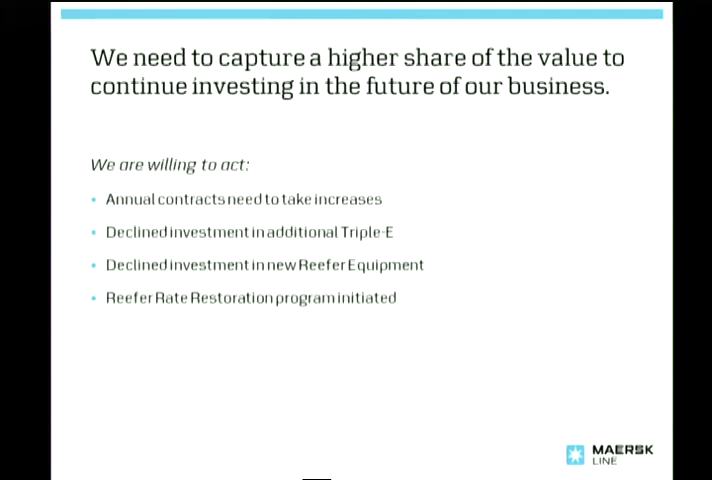 We need to capture a higher share of the value to
continue investing in the future of our business.
We are willing to act:
• Annual contracts need to take increases
• Declined investment in additional Triple-E
• Declined investment in new Reefer Equipment
• Reefer Rate Restoration program initiated
MAERSK
LINE